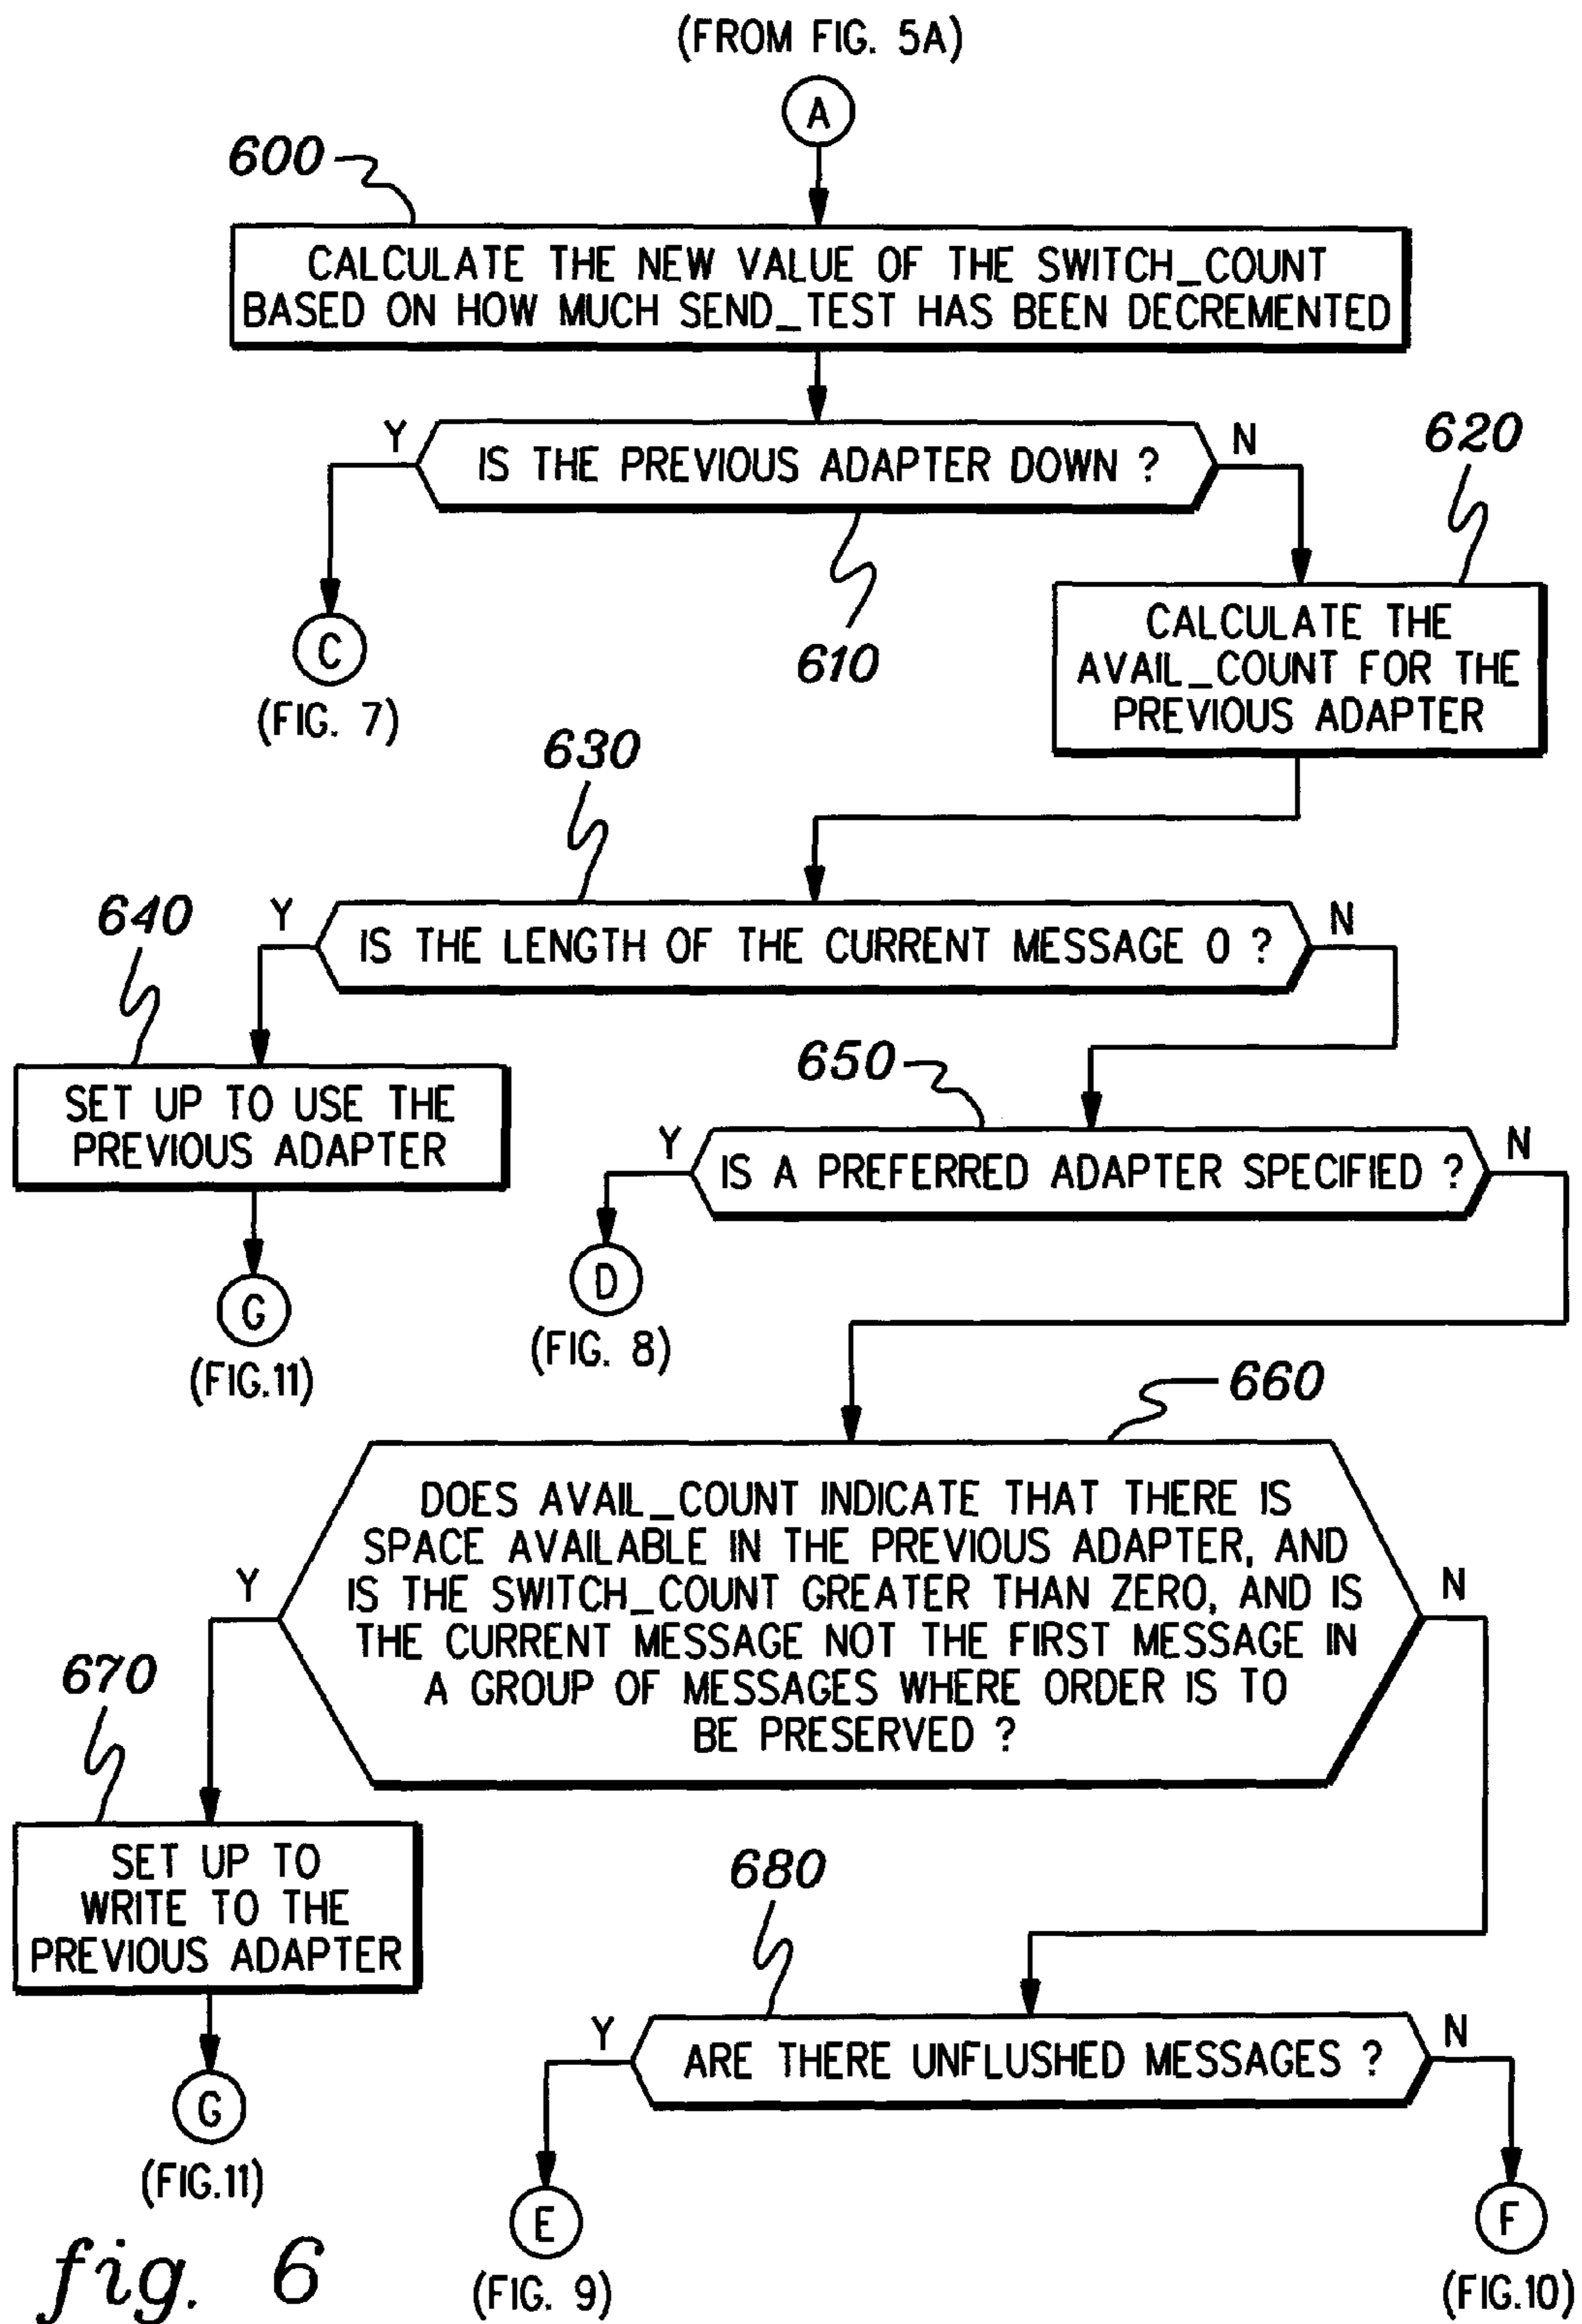 (FROM FIG. 5A)
A
600
CALCULATE THE NEW VALUE OF THE SWITCH_COUNT
BASED ON HOW MUCH SEND_TEST HAS BEEN DECREMENTED
Y
IS THE PREVIOUS ADAPTER DOWN ?
N
620
610
C
(FIG. 7)
CALCULATE THE
AVAIL_COUNT FOR THE
PREVIOUS ADAPTER
630
640
Y
IS THE LENGTH OF THE CURRENT MESSAGE 0 ?
N
SET UP TO USE THE
PREVIOUS ADAPTER
650
Y
IS A PREFERRED ADAPTER SPECIFIED ?
N
G
(FIG.11)
D
(FIG. 8)
660
DOES AVAIL_COUNT INDICATE THAT THERE IS
SPACE AVAILABLE IN THE PREVIOUS ADAPTER, AND
IS THE SWITCH_COUNT GREATER THAN ZERO, AND IS
THE CURRENT MESSAGE NOT THE FIRST MESSAGE IN
A GROUP OF MESSAGES WHERE ORDER IS TO
BE PRESERVED ?
Y
N
670
SET UP TO
WRITE TO THE
PREVIOUS ADAPTER
680
Y
ARE THERE UNFLUSHED MESSAGES ?
N
G
(FIG.11)
E
(FIG. 9)
F
(FIG.10)
fig. 6